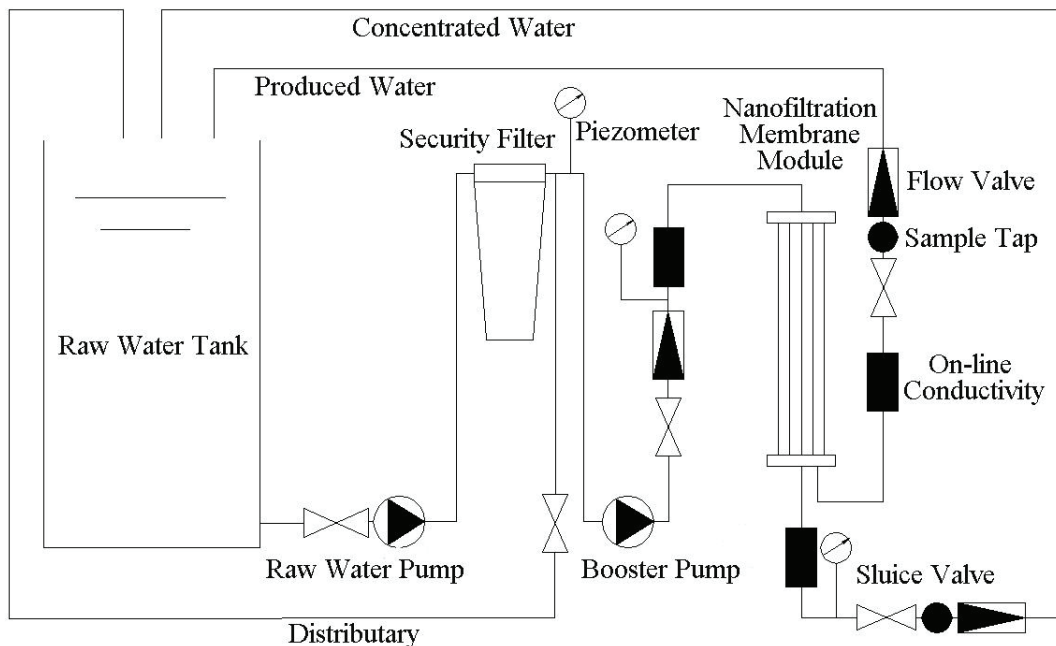 Concentrated Water
Produced Water
Nanofiltration
Membrane
Module
Security Filter
Piezometer
Flow Valve
Sample Tap
Raw Water Tank
On-line
Conductivity
Raw Water Pump
Booster Pump
Sluice Valve
Distributary